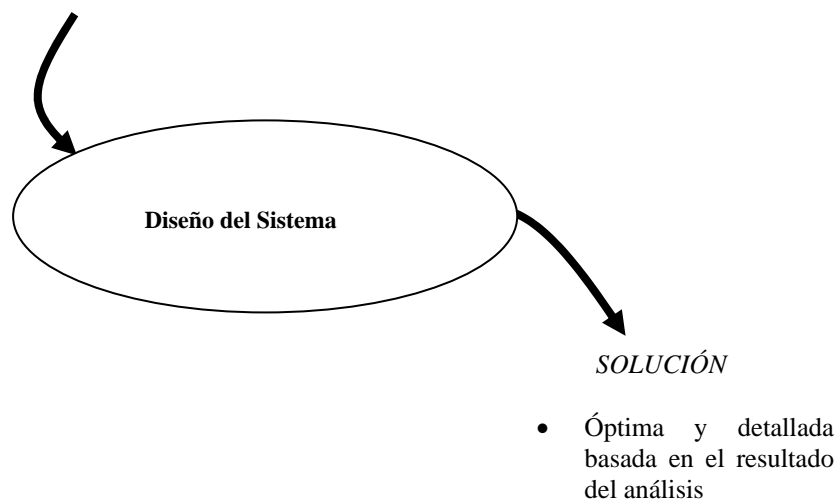 Diseño del Sistema
SOLUCIÓN
• Óptima y detallada
basada en el resultado
del análisis